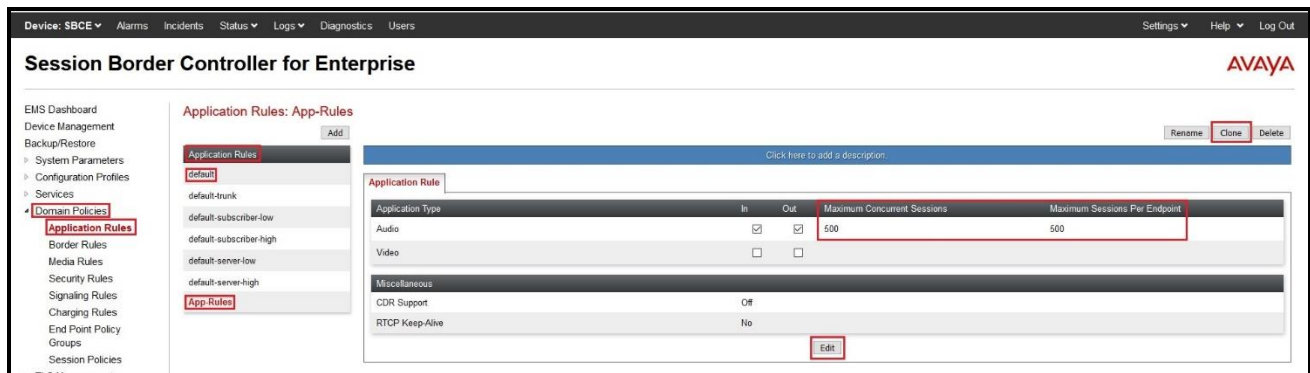 Device: SBCE Alarms Incidents Status Logs Diagnostics Users Settings Help Log Out
Session Border Controller for Enterprise
AVAYA
EMS Dashboard
Device Management
Backup/Restore
System Parameters
Configuration Profiles
Services
Domain Policies
Application Rules
Border Rules
Media Rules
Security Rules
Signaling Rules
Charging Rules
End Point Policy
Groups
Session Policies
Application Rules: App-Rules
Add
Rename Clone Delete
Application Rules
default
default-trunk
default-subscriber-low
default-subscriber-high
default-server-low
default-server-high
App-Rules
Click here to add a description.
Application Rule
Application Type In Out Maximum Concurrent Sessions Maximum Sessions Per Endpoint
Audio 500 500
Video
Miscellaneous
CDR Support Off
RTCP Keep-Alive No
Edit